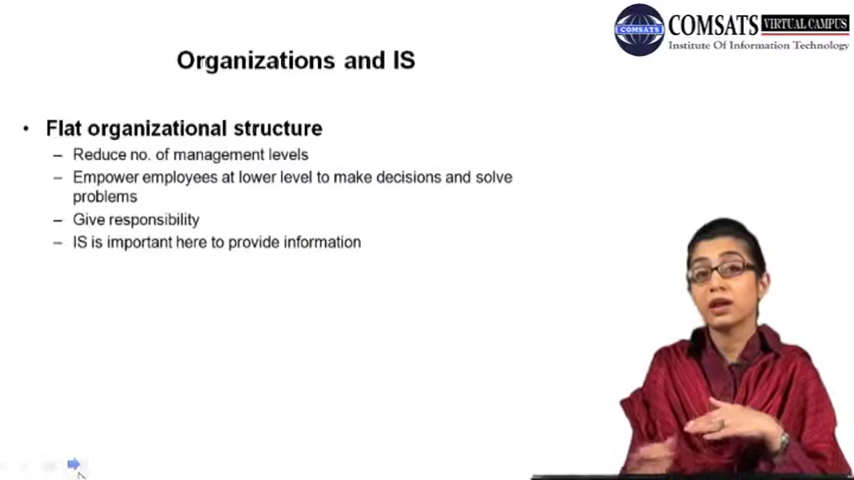 COMSATS VIRTUAL CAMPUS
COMSATS
Institute Of Information Technology
Organizations and IS
• Flat organizational structure
– Reduce no. of management levels
– Empower employees at lower level to make decisions and solve
problems
– Give responsibility
– IS is important here to provide information